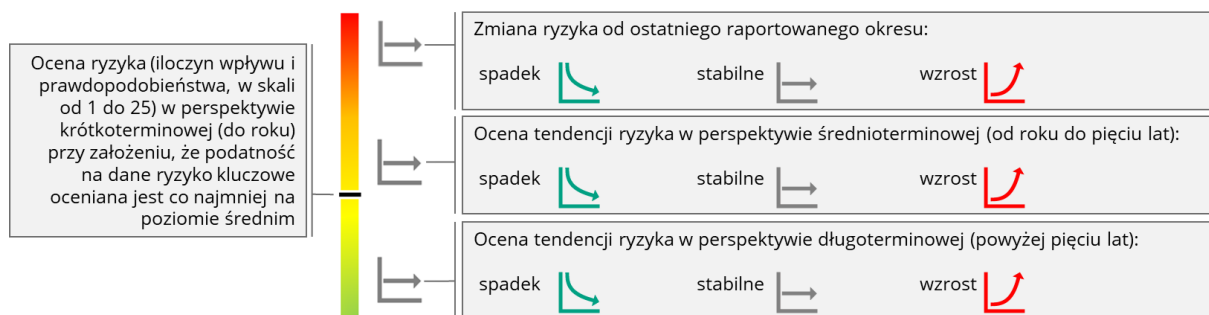 Ocena ryzyka (iloczyn wpływu i
prawdopodobieństwa, w skali
od 1 do 25) w perspektywie
krótkoterminowej (do roku)
przy założeniu, że podatność
na dane ryzyko kluczowe
oceniana jest co najmniej na
poziomie średnim
Zmiana ryzyka od ostatniego raportowanego okresu:
spadek stabilne wzrost
Ocena tendencji ryzyka w perspektywie średnioterminowej (od roku do pięciu lat):
spadek stabilne wzrost
Ocena tendencji ryzyka w perspektywie długoterminowej (powyżej pięciu lat):
spadek stabilne wzrost